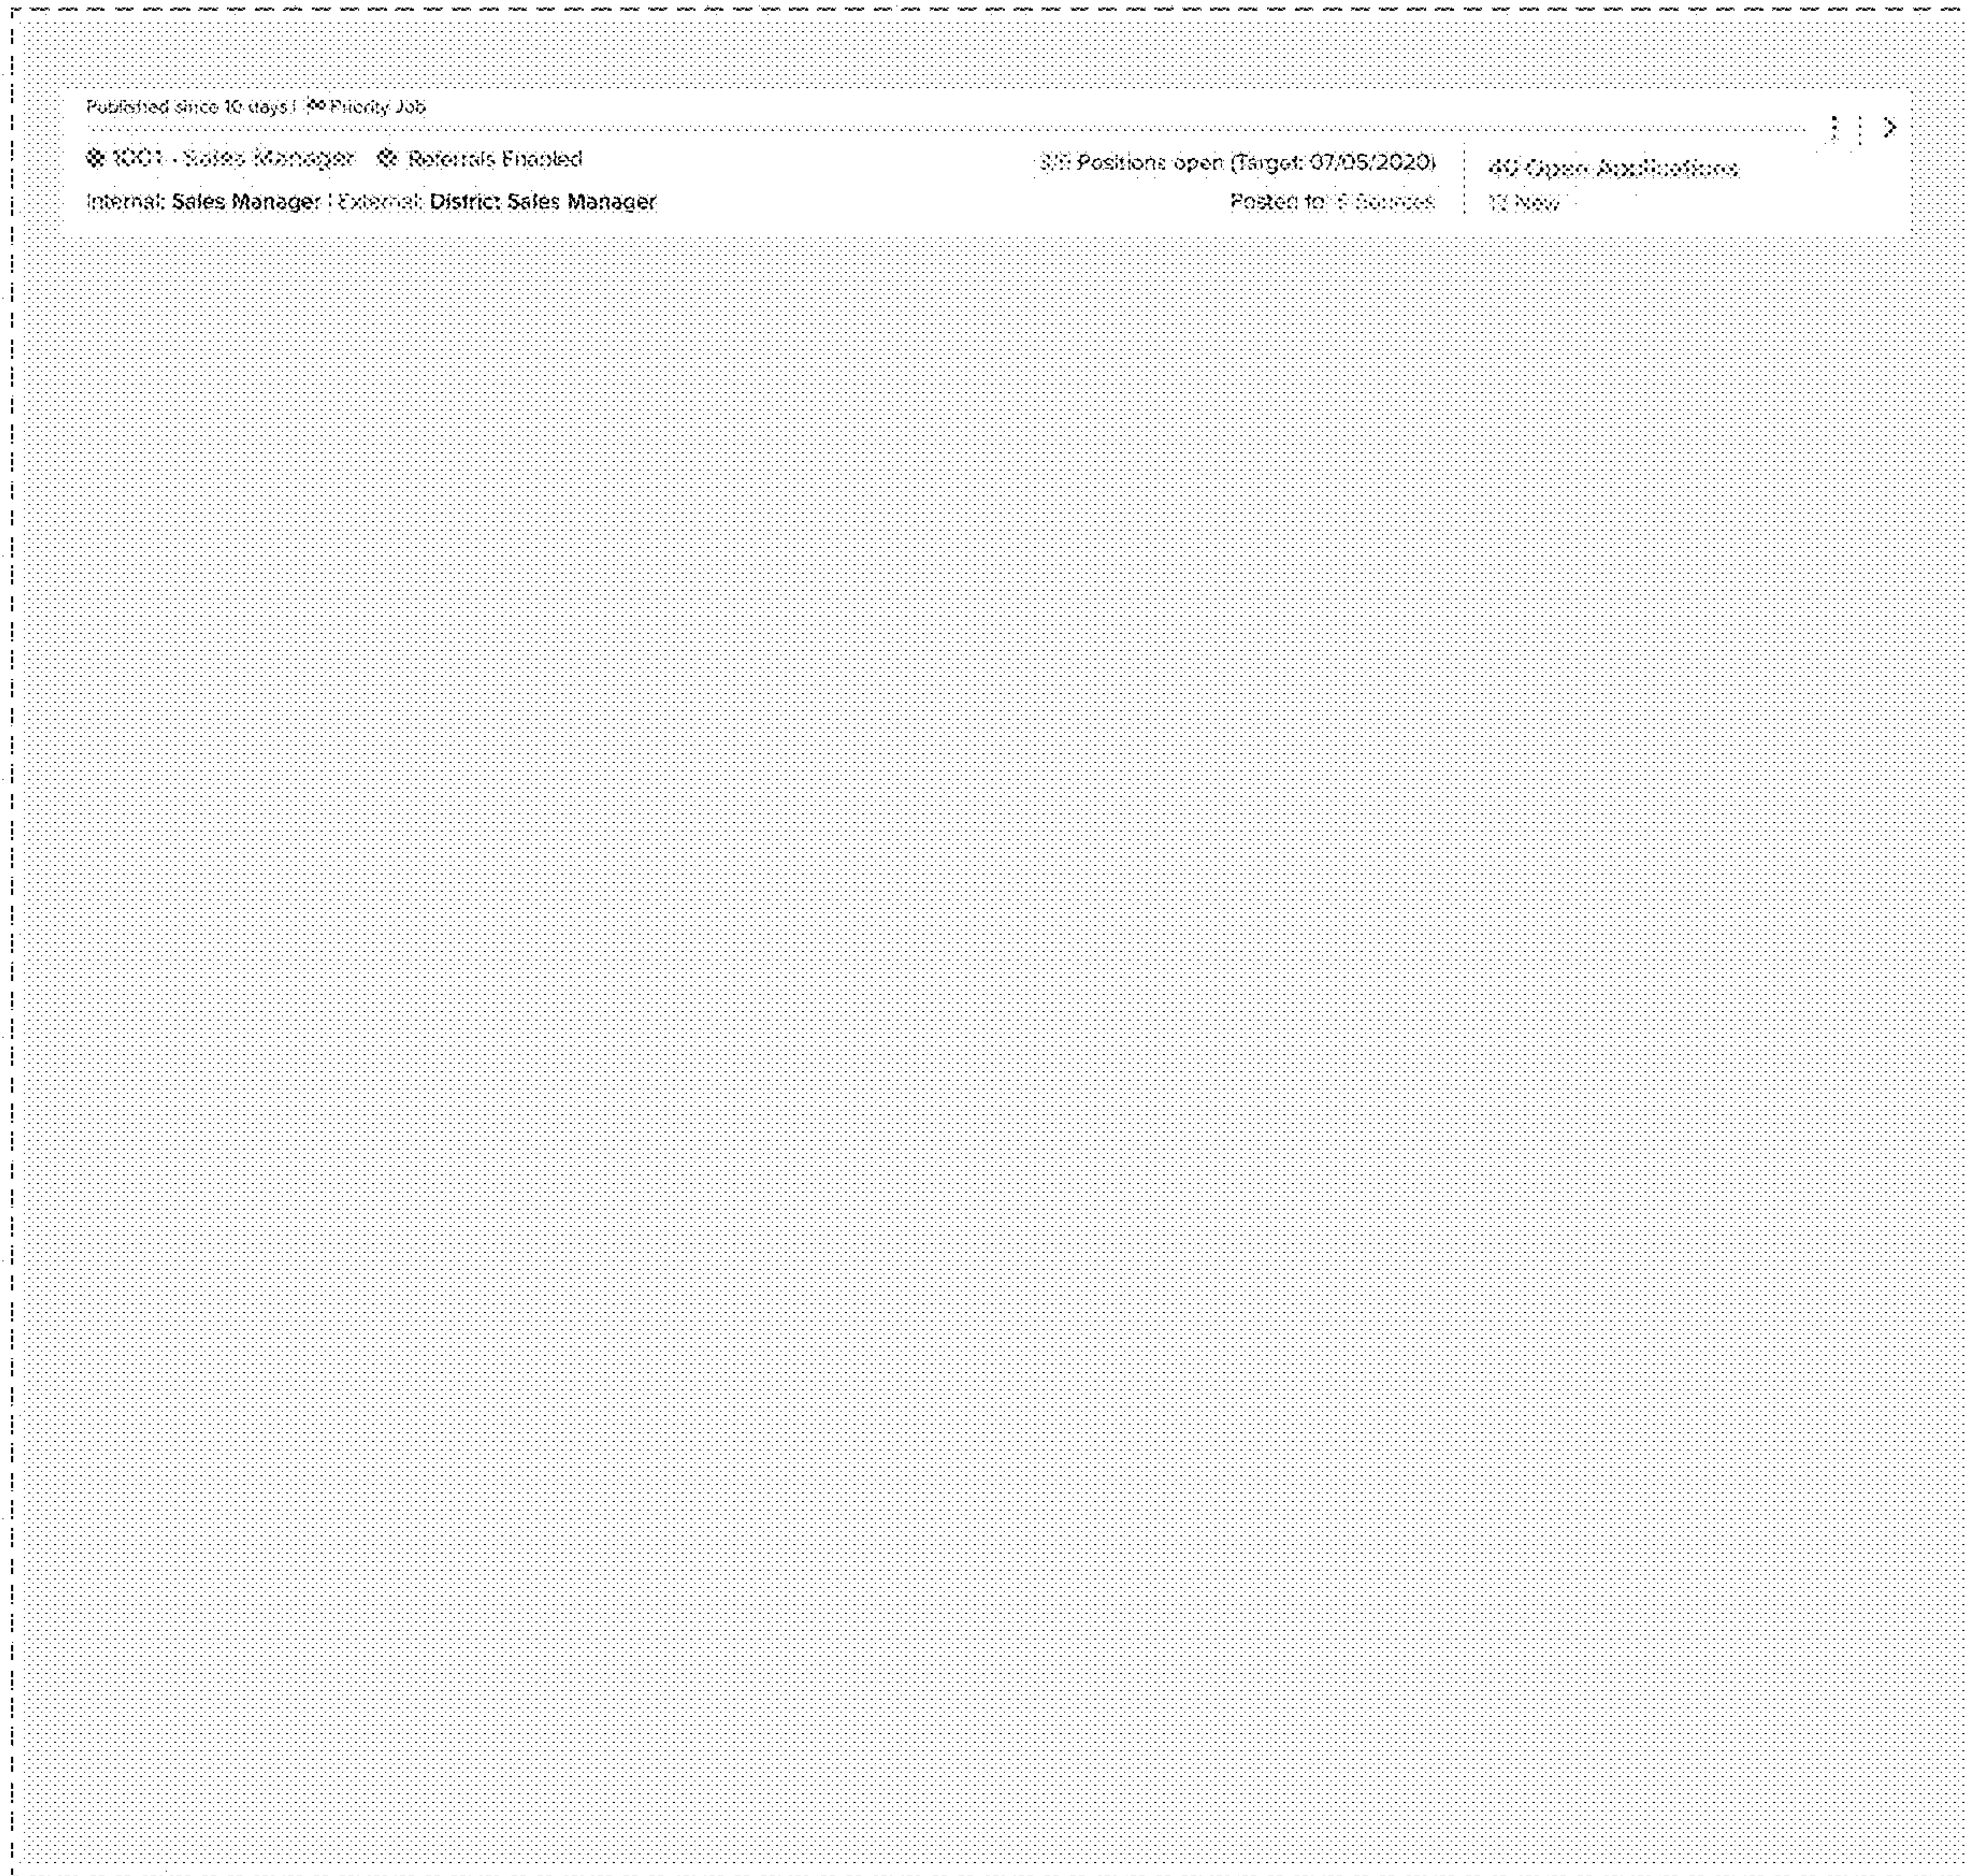 Published since 10 days | Priority Job
1001 - Sales Manager Referrals Enabled
Internal: Sales Manager | External: District Sales Manager
Positions open (Target: 07/05/2020)
Posted to: Sources
Open Applications
New